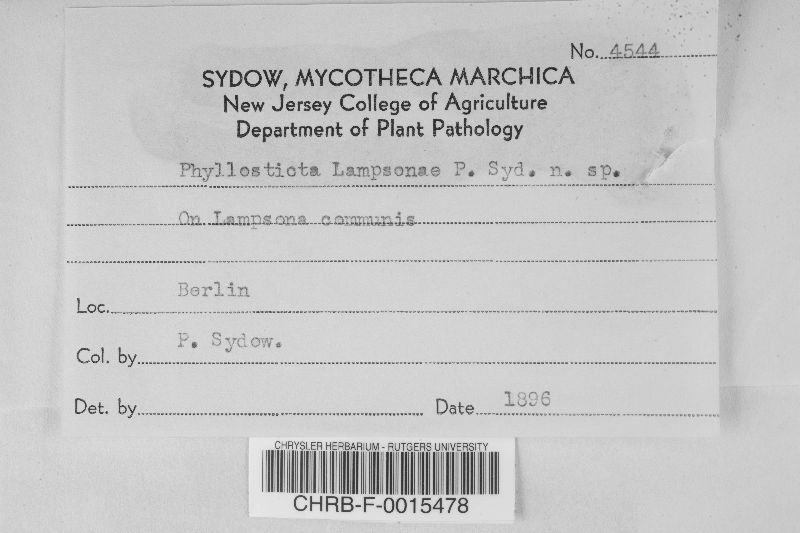 No. 4544
SYDOW, MYCOTHECA MARCHICA
New Jersey College of Agriculture
Department of Plant Pathology
Phyllosticta Lampsonae P. Syd. n. sp.
On Lampsona communis
Loc. Berlin
Col. by P. Sydow.
Det. by Date 1896
CHRYSLER HERBARIUM - RUTGERS UNIVERSITY
CHRB-F-0015478